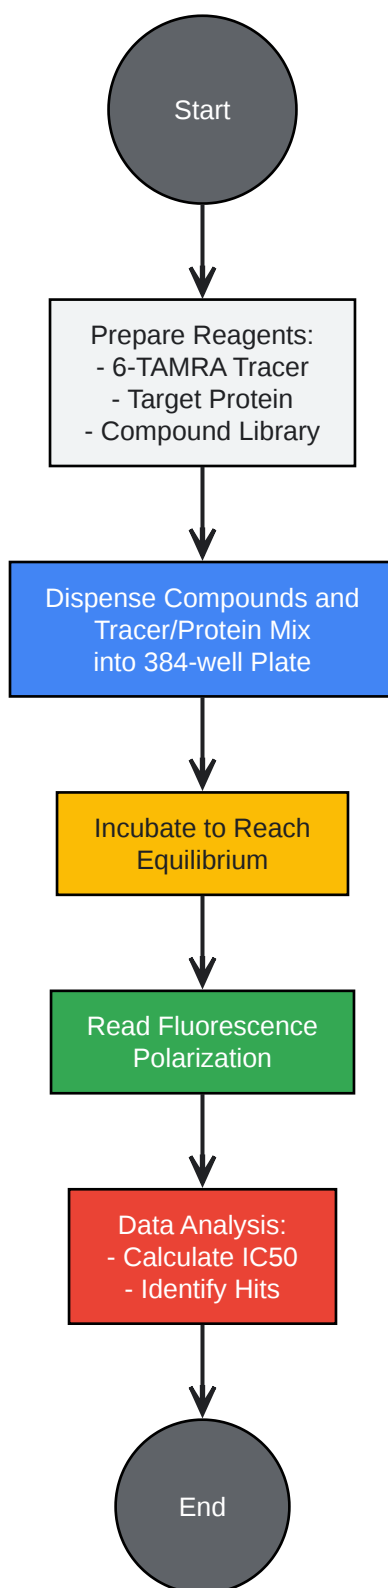 Start
Prepare Reagents:
- 6-TAMRA Tracer
- Target Protein
- Compound Library
Dispense Compounds and
Tracer/Protein Mix
into 384-well Plate
Incubate to Reach
Equilibrium
Read Fluorescence
Polarization
Data Analysis:
- Calculate IC50
- Identify Hits
End